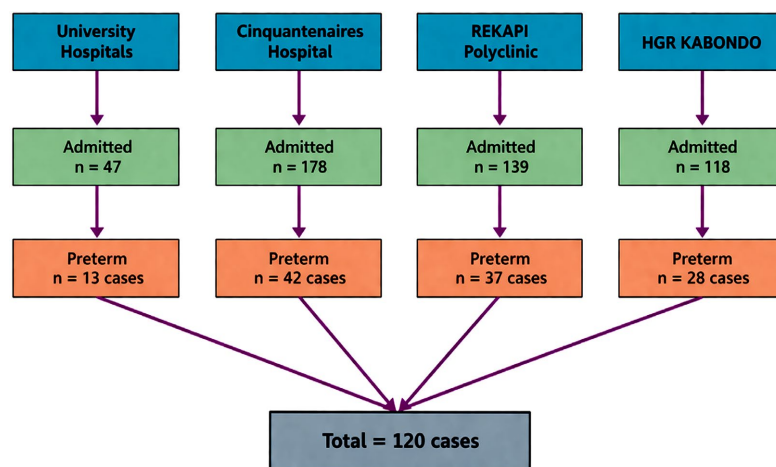 University
Hospitals
Cinquantenaires
Hospital
REKAPI
Polyclinic
HGR KABONDO
Admitted
n = 47
Admitted
n = 178
Admitted
n = 139
Admitted
n = 118
Preterm
n = 13 cases
Preterm
n = 42 cases
Preterm
n = 37 cases
Preterm
n = 28 cases
Total = 120 cases